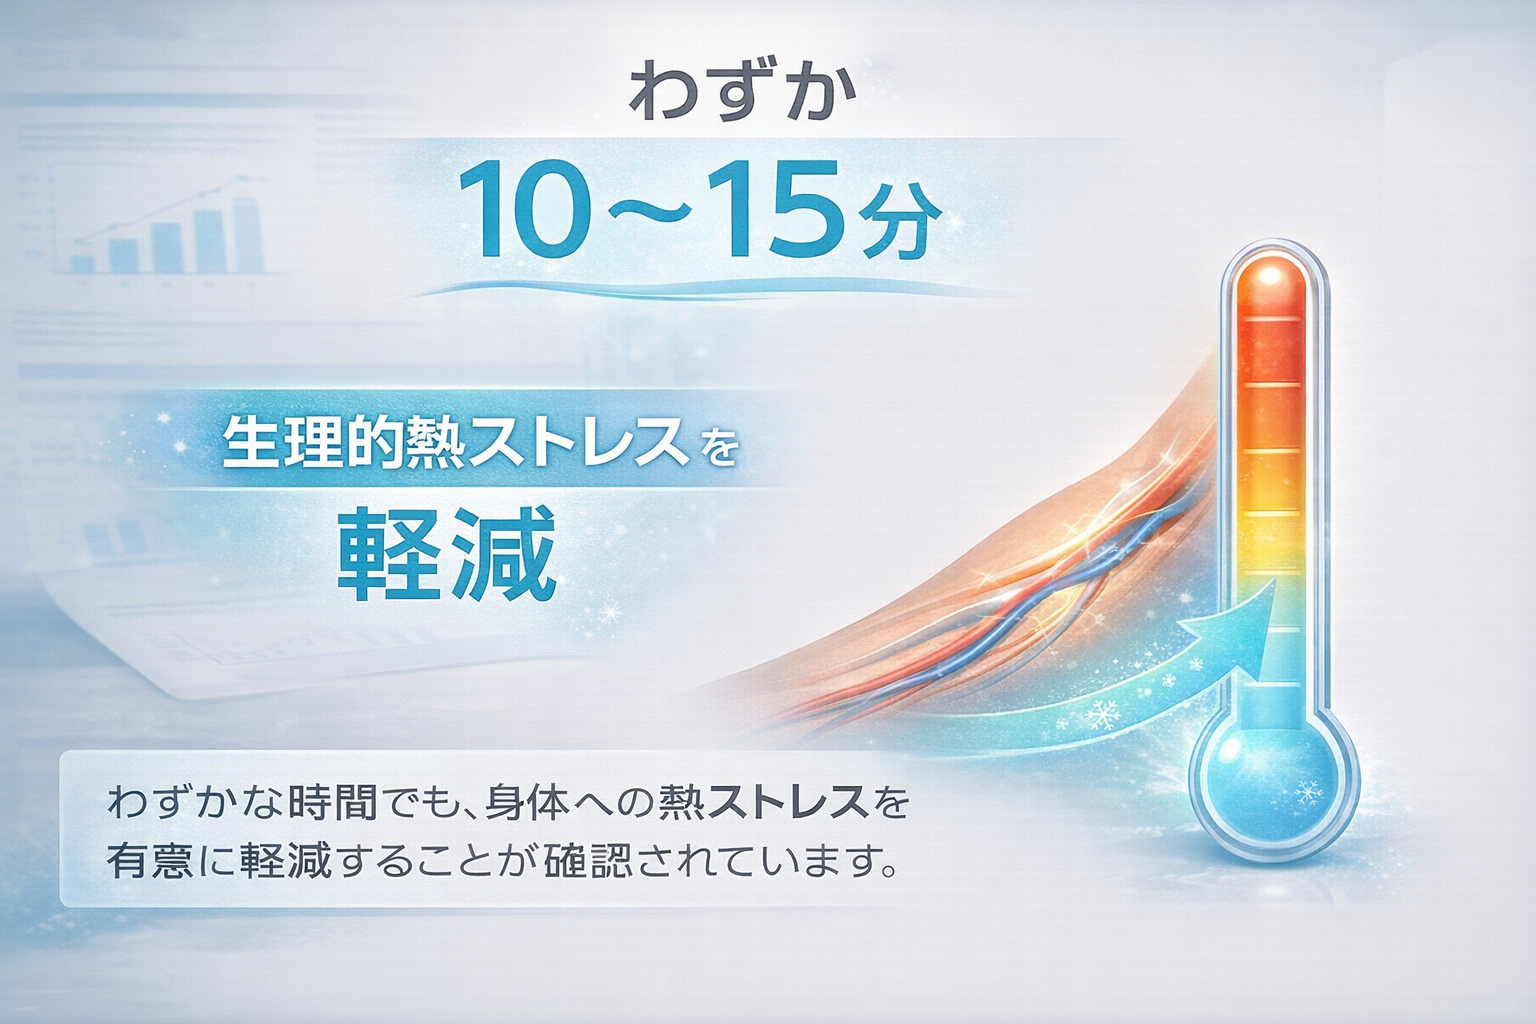 わずか
10～15分
生理的熱ストレスを
軽減
わずかな時間でも、身体への熱ストレスを
有意に軽減することが確認されています。